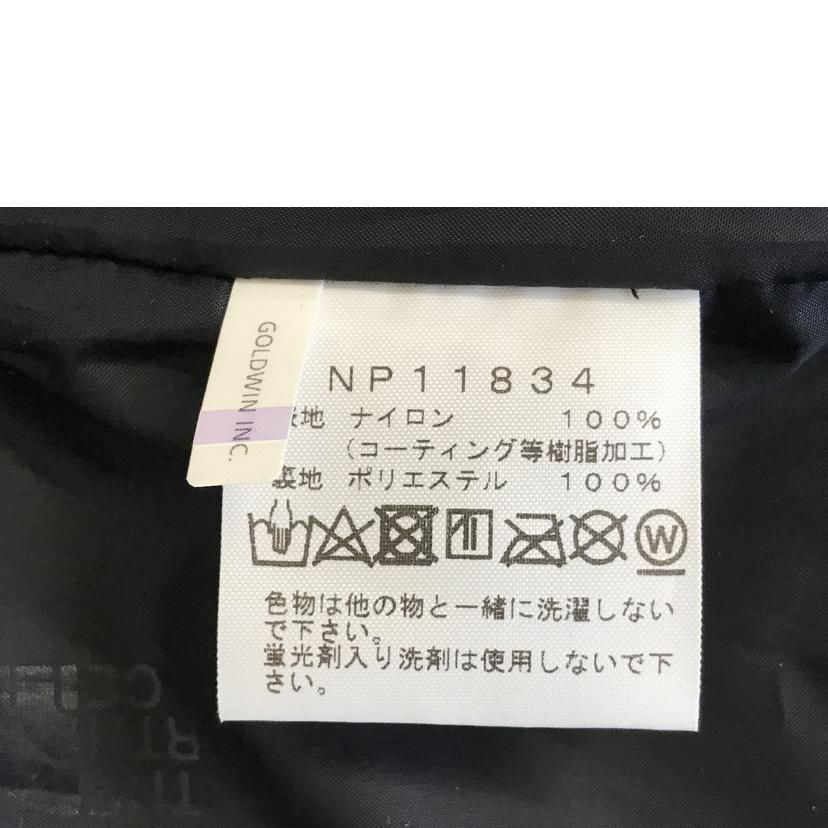 GOLDWIN INC.
NP11834
表地 ナイロン 100%
(コーティング等樹脂加工)
裏地 ポリエステル 100%
W
色物は他の物と一緒に洗濯しない
で下さい。
蛍光剤入り洗剤は使用しないで下
さい。